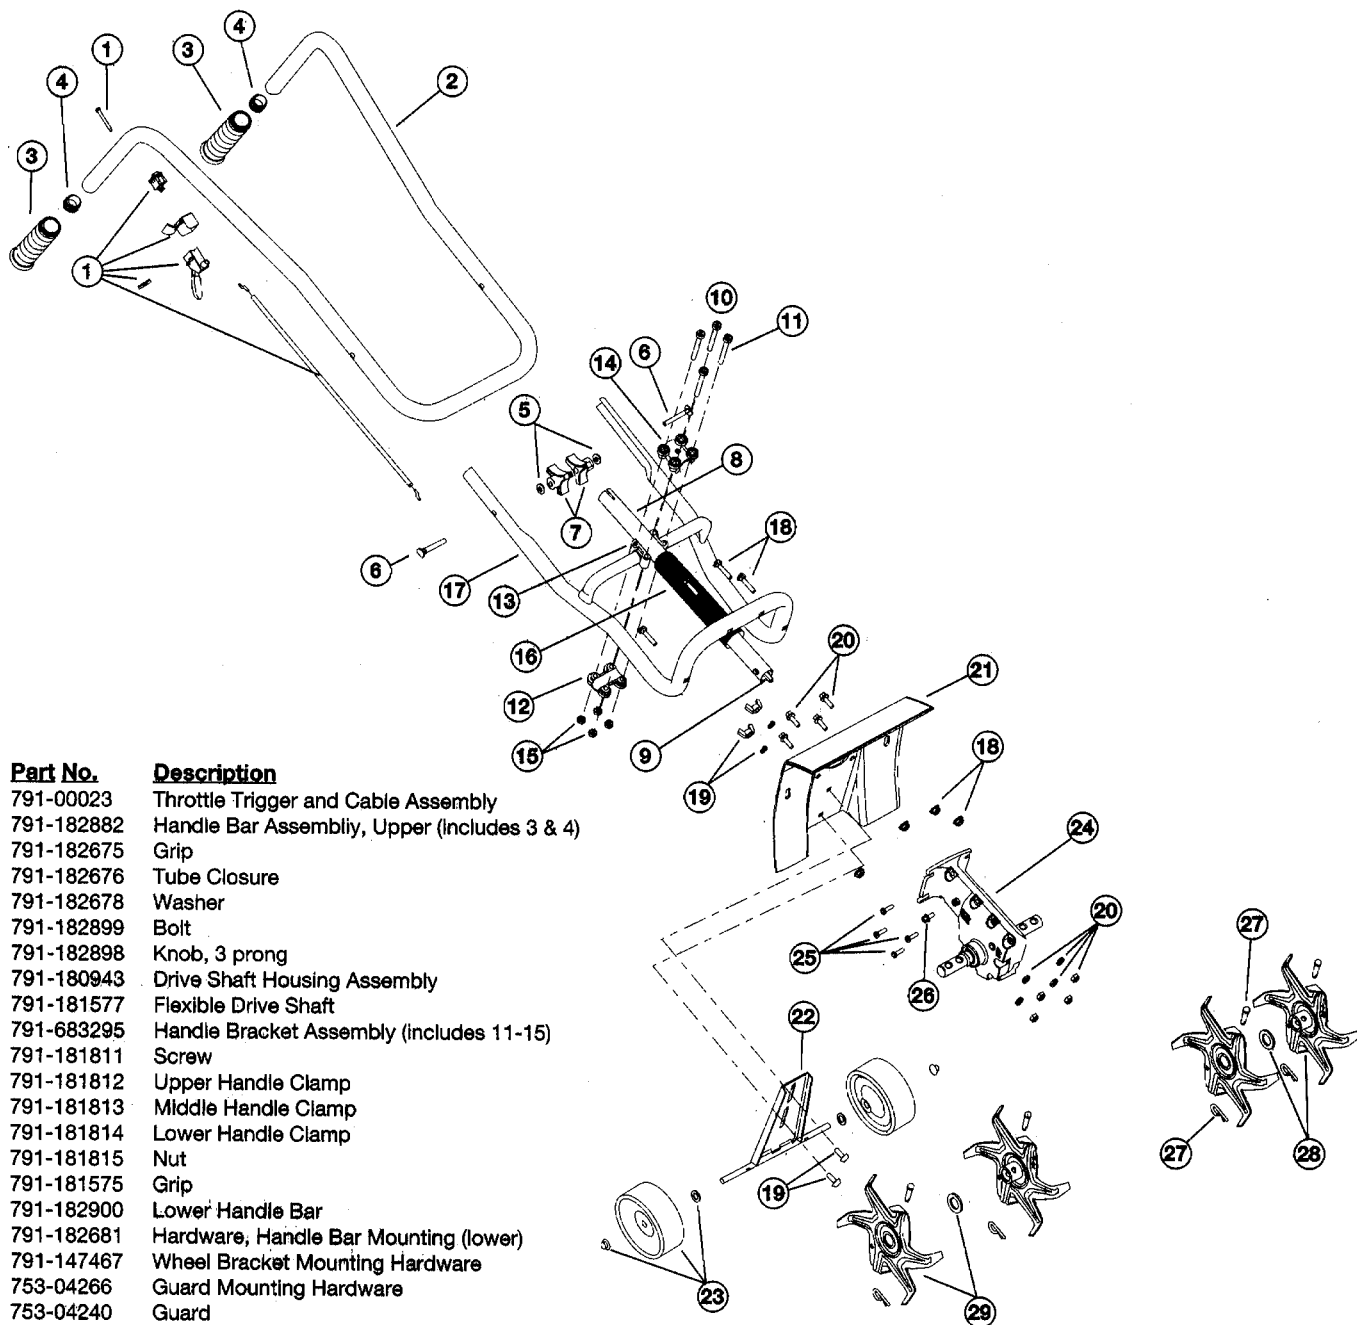 4
1
3
4
2
3
1
10
11
6
14
5
8
7
18
6
17
13
16
20
12
21
15
9
19
18
24
20
25
26
27
22
27
28
19
23
29
Part No. Description
791-00023 Throttle Trigger and Cable Assembly
791-182882 Handle Bar Assembliy, Upper (includes 3 & 4)
791-182675 Grip
791-182676 Tube Closure
791-182678 Washer
791-182899 Bolt
791-182898 Knob, 3 prong
791-180943 Drive Shaft Housing Assembly
791-181577 Flexible Drive Shaft
791-683295 Handle Bracket Assembly (includes 11-15)
791-181811 Screw
791-181812 Upper Handle Clamp
791-181813 Middle Handle Clamp
791-181814 Lower Handle Clamp
791-181815 Nut
791-181575 Grip
791-182900 Lower Handle Bar
791-182681 Hardware, Handle Bar Mounting (lower)
791-147467 Wheel Bracket Mounting Hardware
753-04266 Guard Mounting Hardware
753-04240 Guard